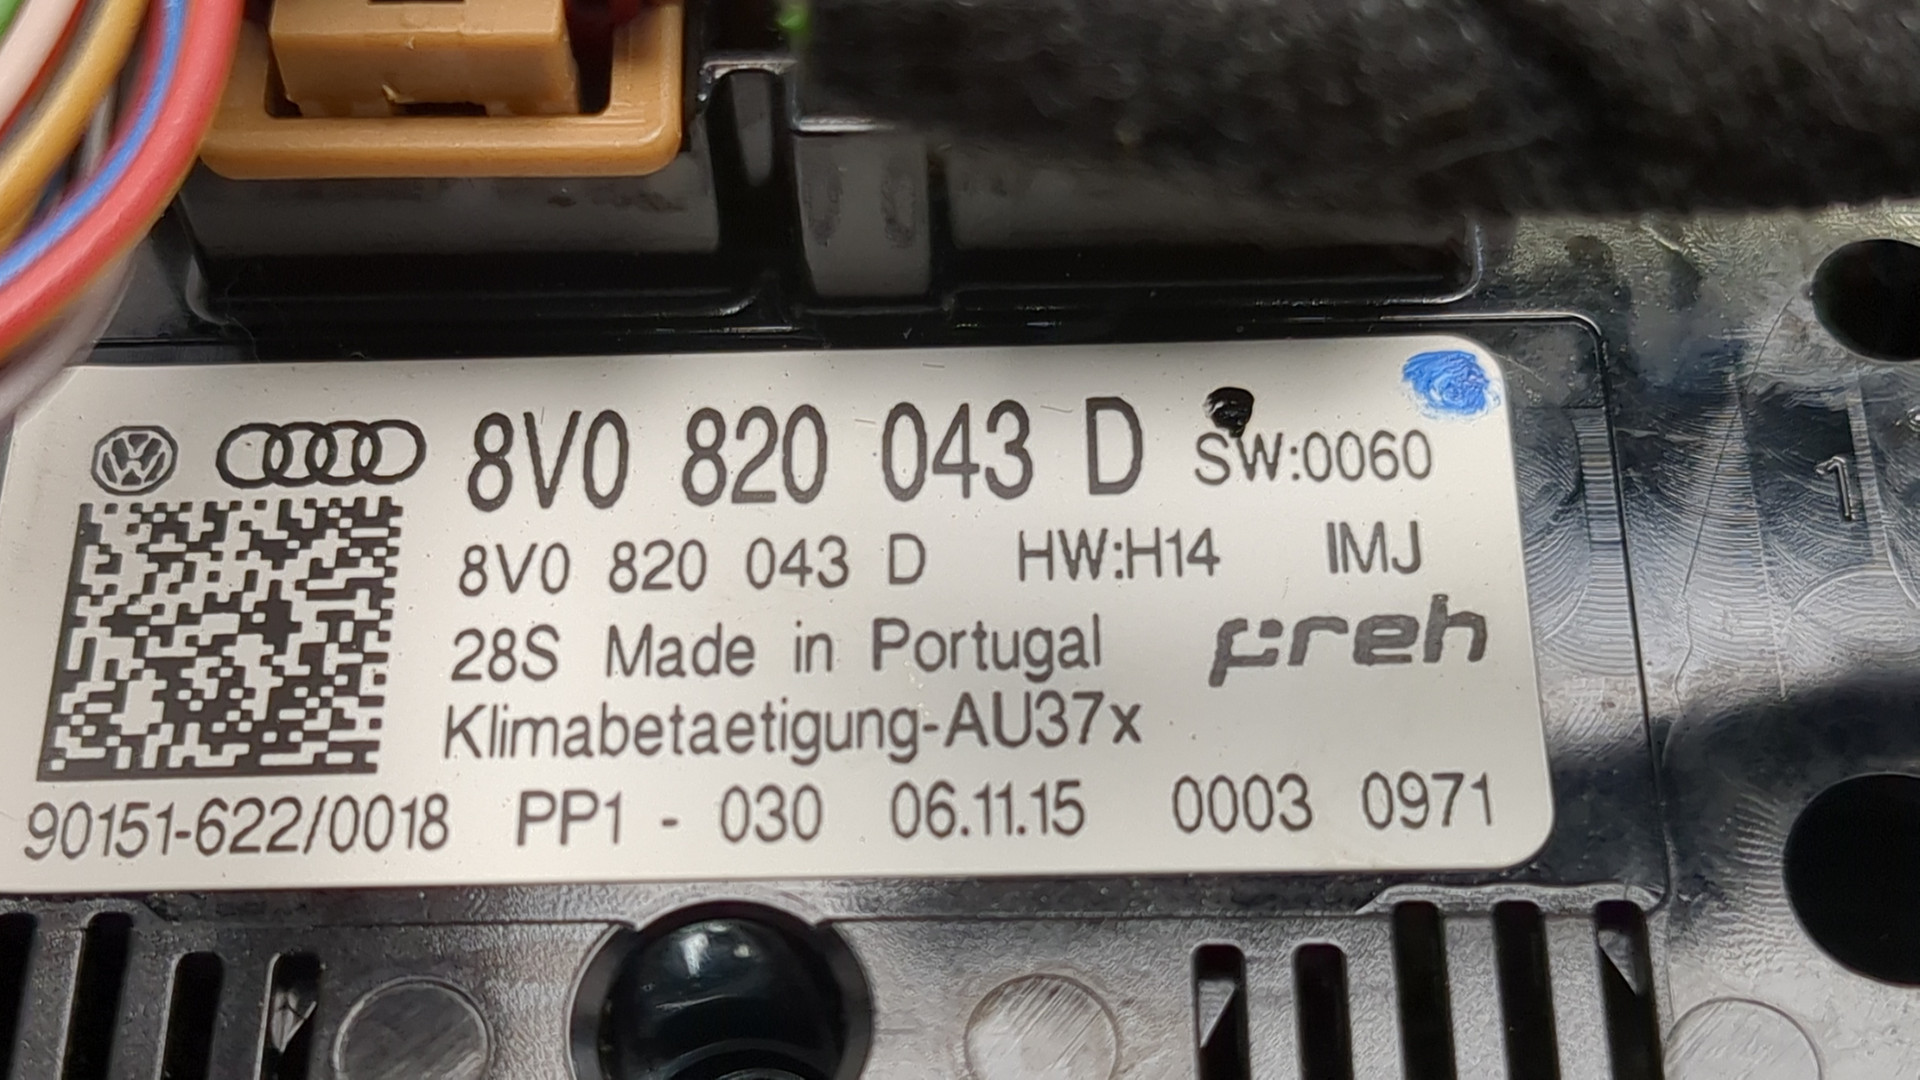 8V0 820 043 D SW:0060
8V0 820 043 D HW:H14 IMJ
28S Made in Portugal preh
Klimabetaetigung-AU37x
90151-622/0018 PP1 - 030 06.11.15 0003 0971
1